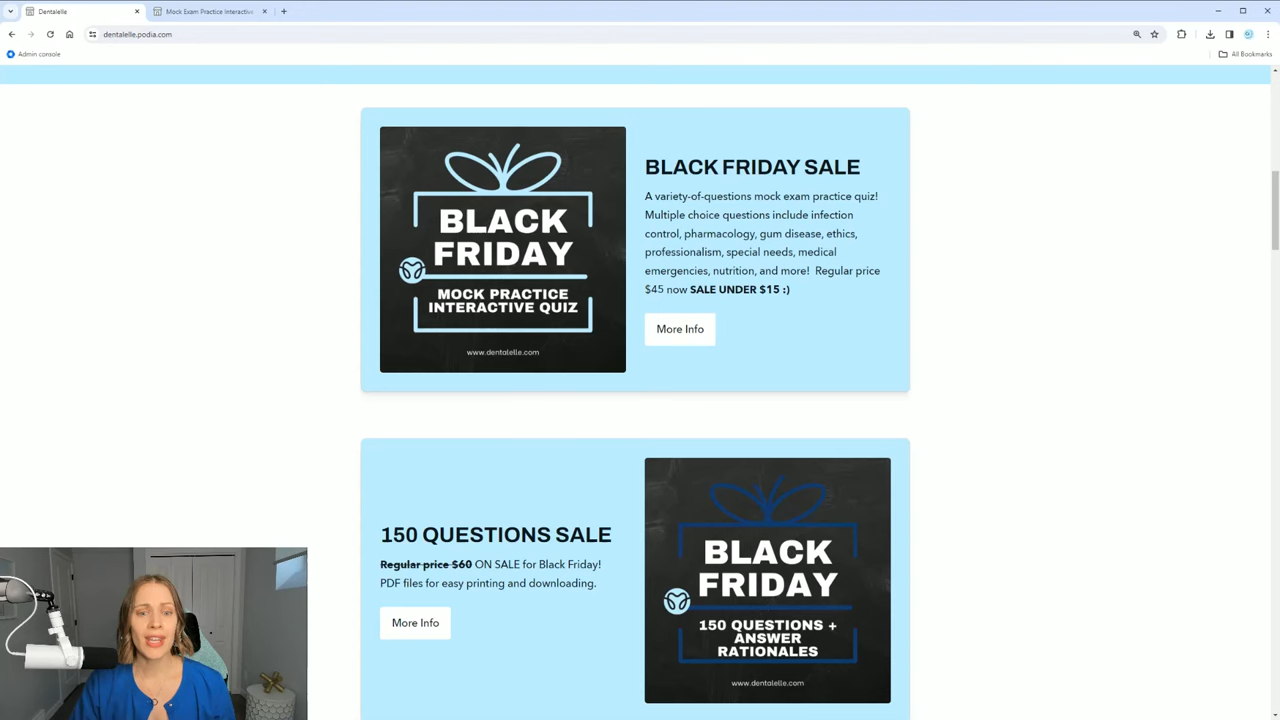 Dentalelle
Mock Exam Practice Interactive
dentalelle.podia.com
Admin console
All Bookmarks
BLACK
FRIDAY
MOCK PRACTICE
INTERACTIVE QUIZ
www.dentalelle.com
BLACK FRIDAY SALE
A variety-of-questions mock exam practice quiz!
Multiple choice questions include infection
control, pharmacology, gum disease, ethics,
professionalism, special needs, medical
emergencies, nutrition, and more! Regular price
$45 now SALE UNDER $15 :)
More Info
150 QUESTIONS SALE
Regular price $60 ON SALE for Black Friday!
PDF files for easy printing and downloading.
More Info
BLACK
FRIDAY
150 QUESTIONS +
ANSWER
RATIONALES
www.dentalelle.com